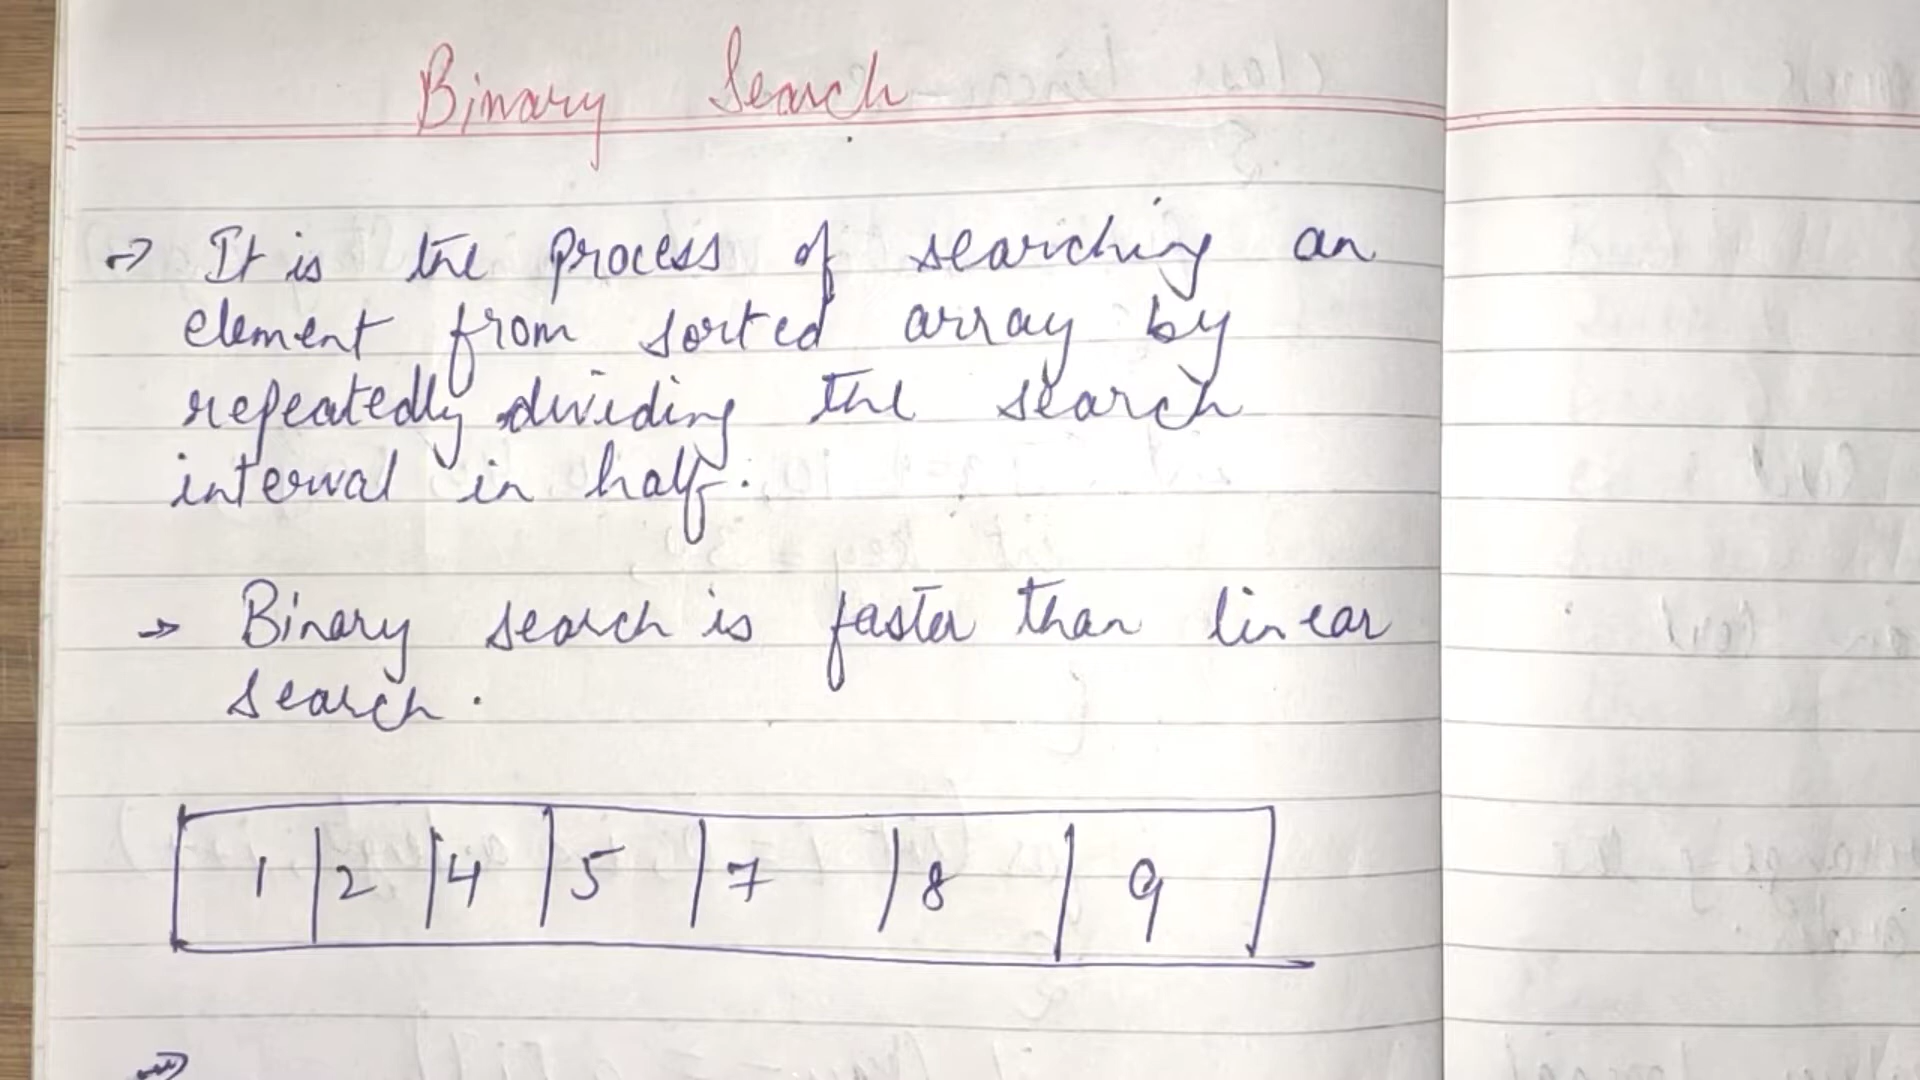 Binary Search
→ It is the process of searching an
element from sorted array by
repeatedly dividing the search
interval in half.
→ Binary search is faster than linear
search.
1 | 2 | 4 | 5 | 7 | 8 | 9